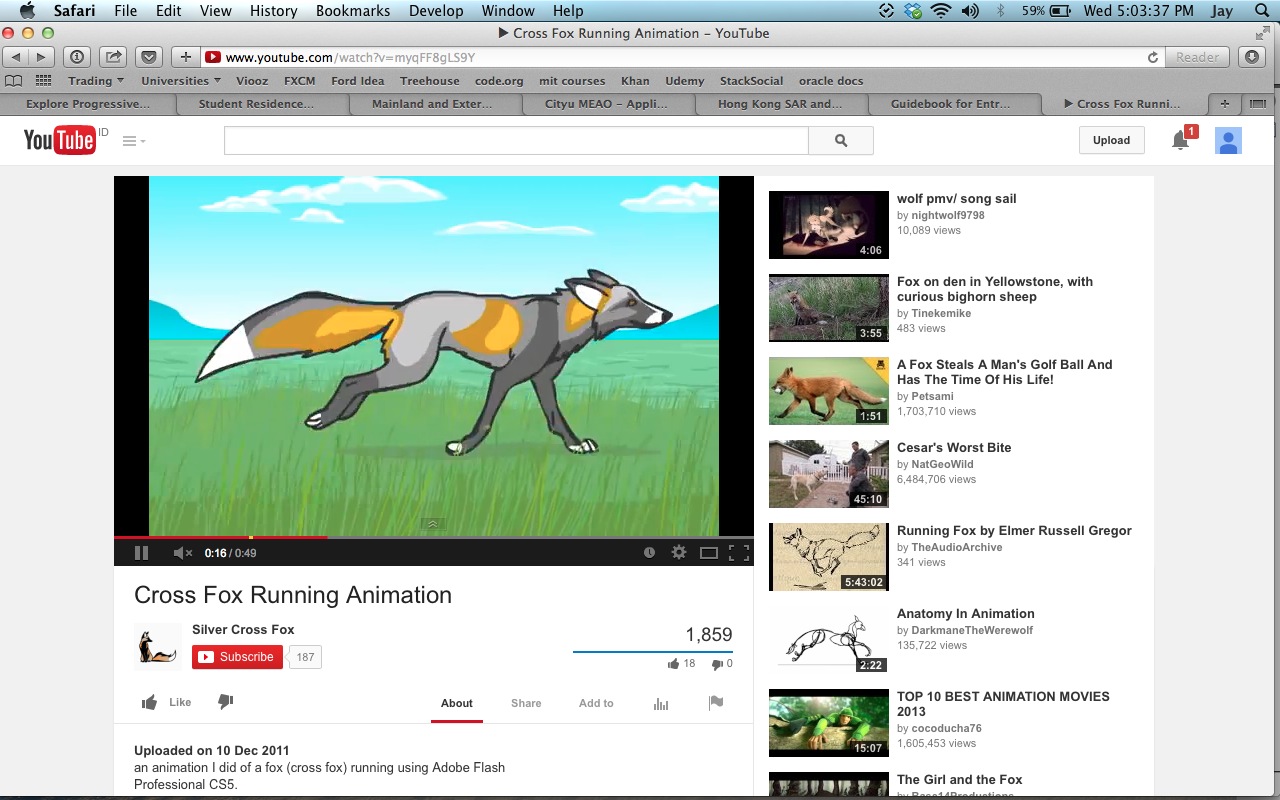 Safari File Edit View History Bookmarks Develop Window Help 59% Wed 5:03:37 PM Jay
Cross Fox Running Animation – YouTube
www.youtube.com/watch?v=myqFF8gLS9Y Reader
Trading Universities Viooz FXCM Ford Idea Treehouse code.org mit courses Khan Udemy StackSocial oracle docs
Explore Progressive... Student Residence... Mainland and Exter... Cityu MEAO – Appli... Hong Kong SAR and... Guidebook for Entr... Cross Fox Runni...
YouTube ID Upload 1
0:16 / 0:49
Cross Fox Running Animation
Silver Cross Fox
Subscribe 187
1,859
18 0
Like About Share Add to
Uploaded on 10 Dec 2011
an animation I did of a fox (cross fox) running using Adobe Flash
Professional CS5.
4:06
wolf pmv/ song sail
by nightwolf9798
10,089 views
3:55
Fox on den in Yellowstone, with
curious bighorn sheep
by Tinekemike
483 views
1:51
A Fox Steals A Man's Golf Ball And
Has The Time Of His Life!
by Petsami
1,703,710 views
45:10
Cesar's Worst Bite
by NatGeoWild
6,484,706 views
5:43:02
Running Fox by Elmer Russell Gregor
by TheAudioArchive
341 views
2:22
Anatomy In Animation
by DarkmaneTheWerewolf
135,722 views
15:07
TOP 10 BEST ANIMATION MOVIES
2013
by cocoducha76
1,605,453 views
The Girl and the Fox